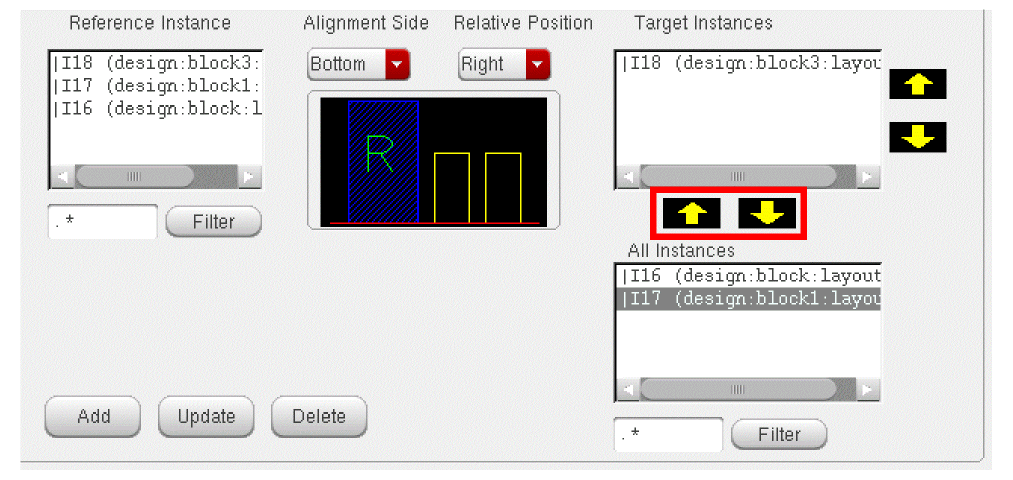 Reference Instance
Alignment Side
Relative Position
Target Instances
|I18 (design:block3:
|I17 (design:block1:
|I16 (design:block:l
Bottom
Right
|I18 (design:block3:layou
R
.*
Filter
All Instances
|I16 (design:block:layout
|I17 (design:block1:layou
Add
Update
Delete
.*
Filter